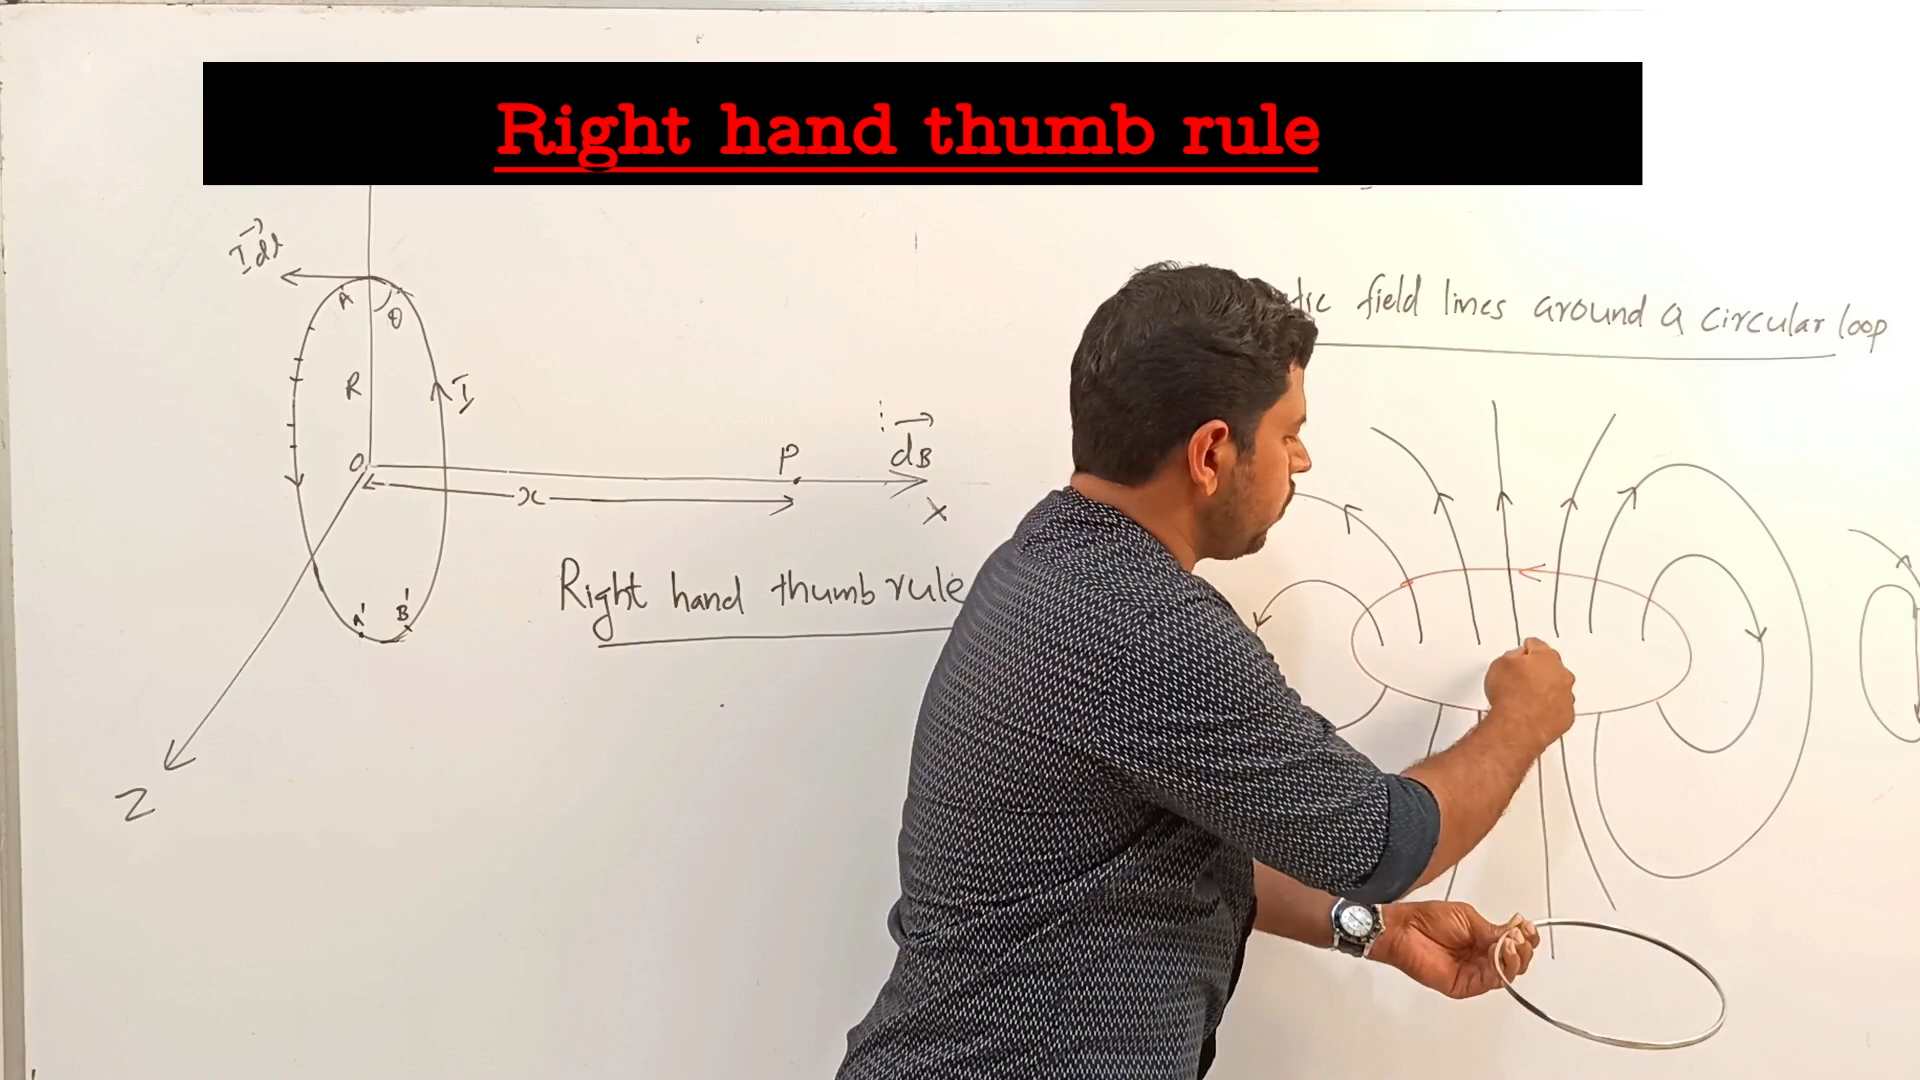 Right hand thumb rule
Idl
field lines around a circular loop
A
θ
R
I
O
P
dB
x
X
Right hand thumb rule
A'
B'
Z